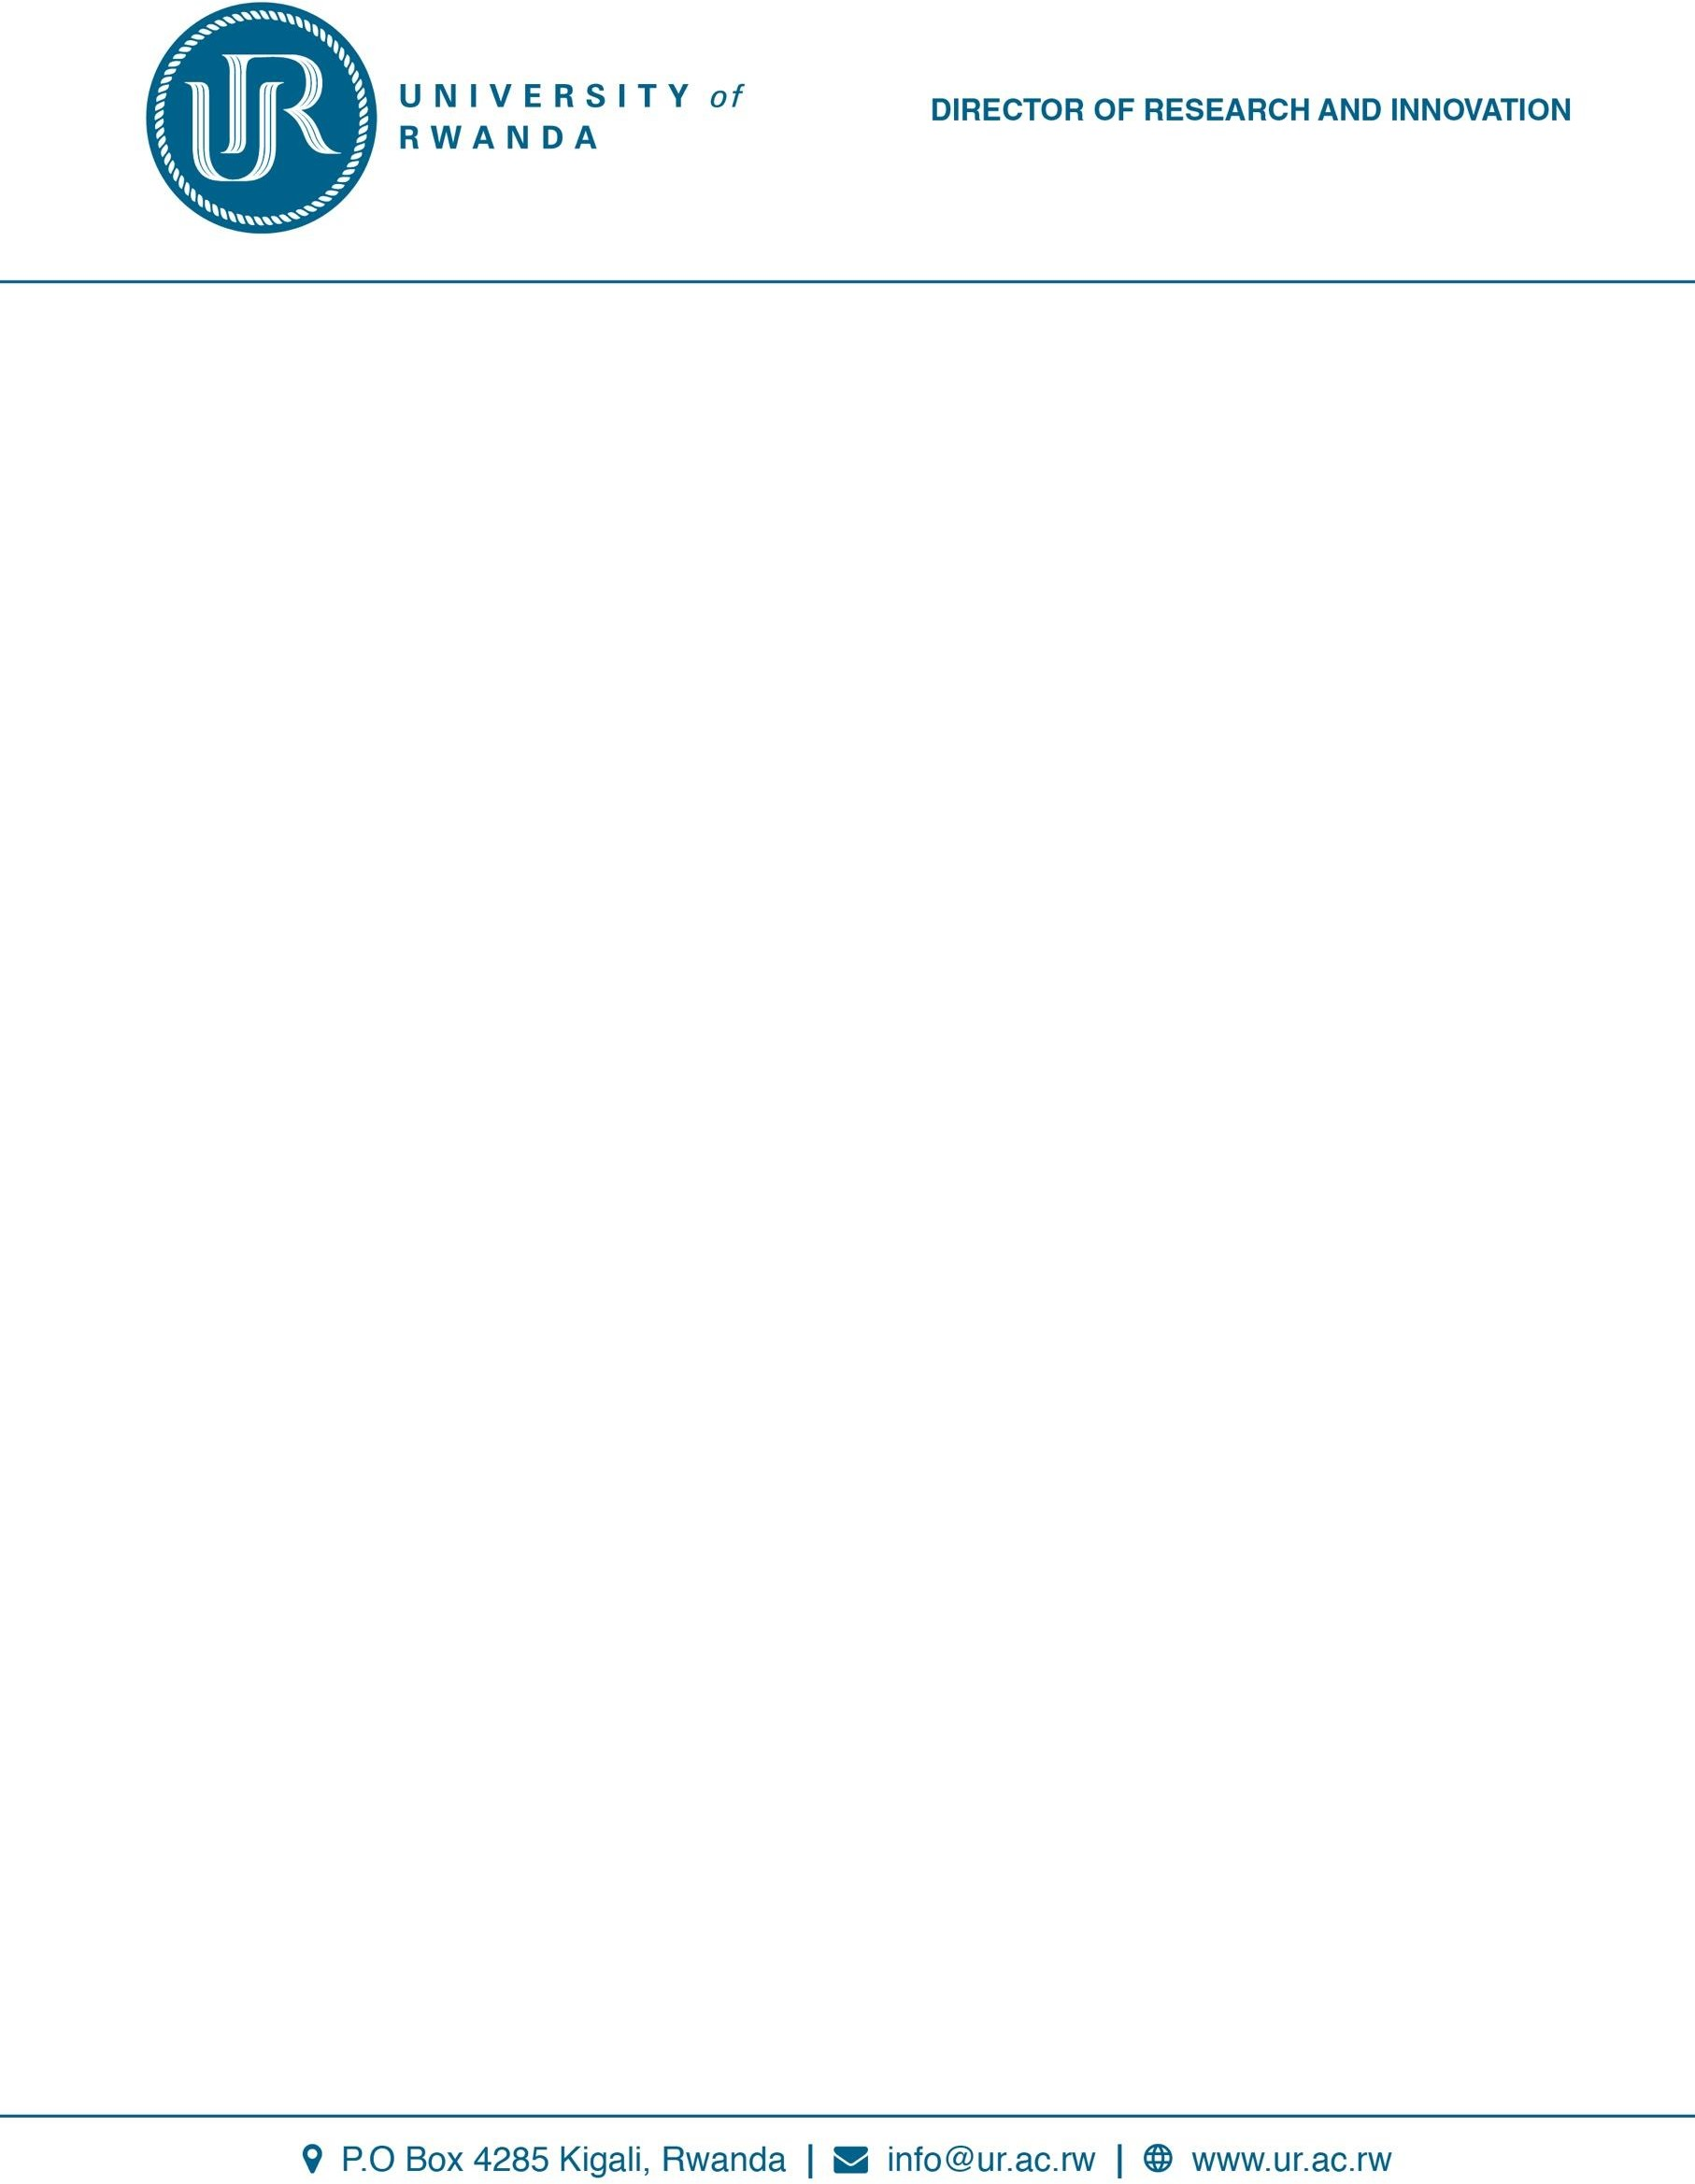 UR
UNIVERSITY of
RWANDA
DIRECTOR OF RESEARCH AND INNOVATION
P.O Box 4285 Kigali, Rwanda | info@ur.ac.rw | www.ur.ac.rw